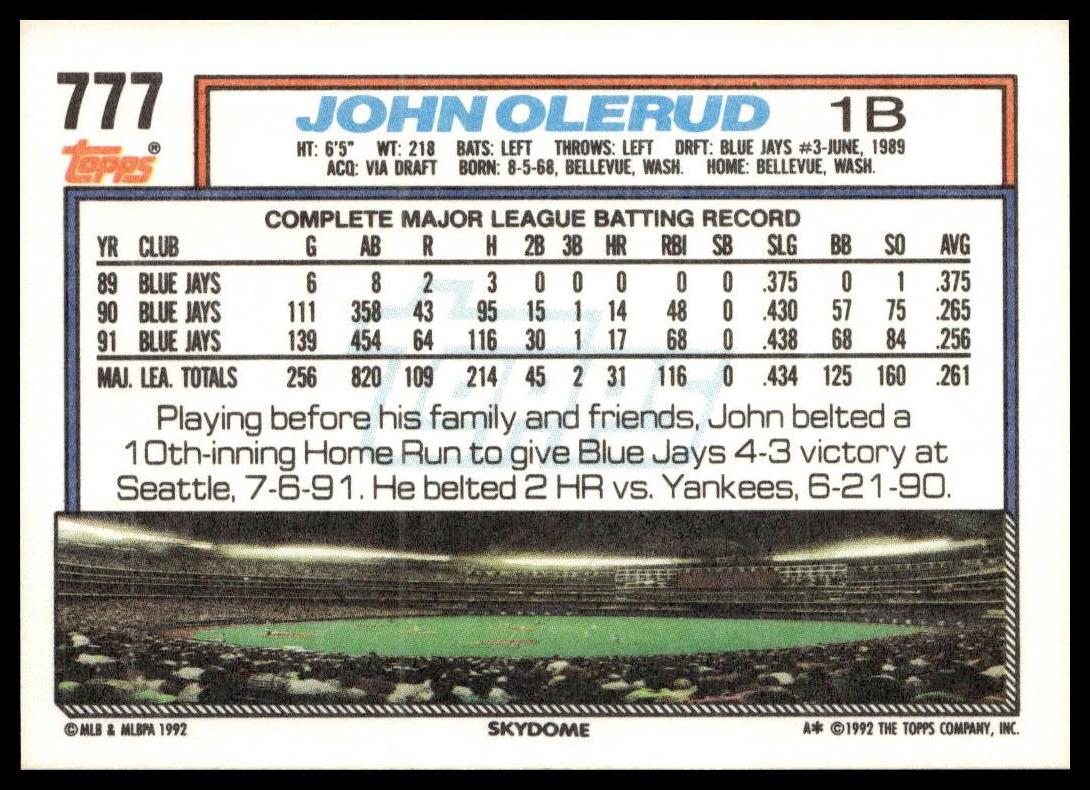 777
topps®
JOHN OLERUD 1B
HT: 6'5" WT: 218 BATS: LEFT THROWS: LEFT DRFT: BLUE JAYS #3-JUNE, 1989
ACQ: VIA DRAFT BORN: 8-5-68, BELLEVUE, WASH. HOME: BELLEVUE, WASH.
COMPLETE MAJOR LEAGUE BATTING RECORD
YR CLUB G AB R H 2B 3B HR RBI SB SLG BB SO AVG
89 BLUE JAYS 6 8 2 3 0 0 0 0 0 .375 0 1 .375
90 BLUE JAYS 111 358 43 95 15 1 14 48 0 .430 57 75 .265
91 BLUE JAYS 139 454 64 116 30 1 17 68 0 .438 68 84 .256
MAJ. LEA. TOTALS 256 820 109 214 45 2 31 116 0 .434 125 160 .261
Playing before his family and friends, John belted a
10th-inning Home Run to give Blue Jays 4-3 victory at
Seattle, 7-6-91. He belted 2 HR vs. Yankees, 6-21-90.
© MLB & MLBPA 1992 SKYDOME A* © 1992 THE TOPPS COMPANY, INC.